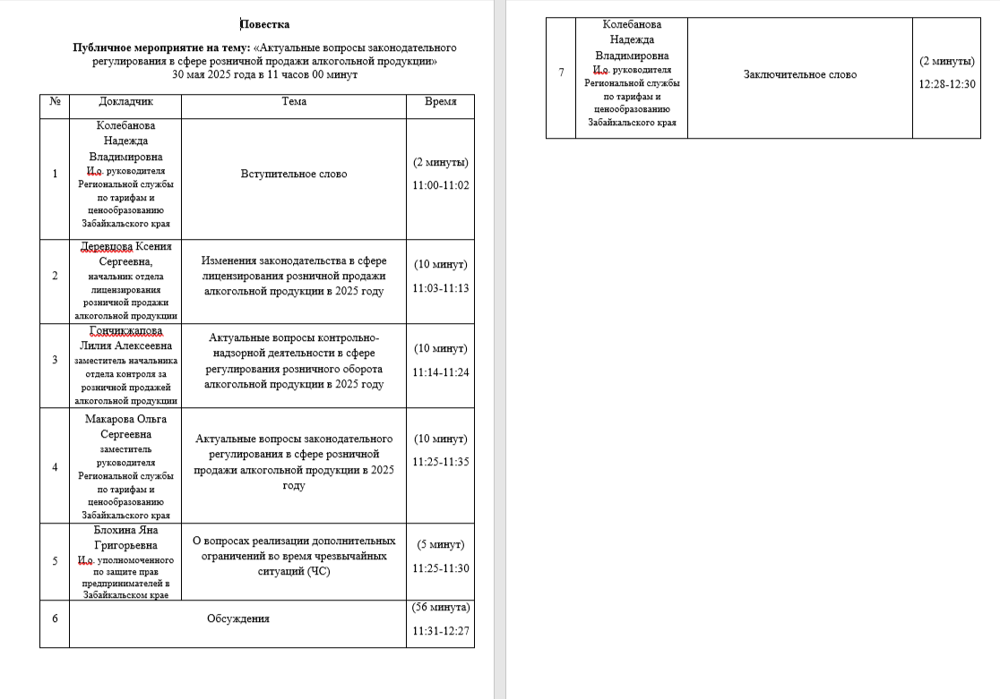 Повестка
Публичное мероприятие на тему: «Актуальные вопросы законодательного
регулирования в сфере розничной продажи алкогольной продукции»
30 мая 2025 года в 11 часов 00 минут
№ Докладчик Тема Время
1
Колебанова
Надежда
Владимировна
И.о. руководителя
Региональной службы
по тарифам и
ценообразованию
Забайкальского края
Вступительное слово
(2 минуты)
11:00-11:02
2
Деревцова Ксения
Сергеевна,
начальник отдела
лицензирования
розничной продажи
алкогольной продукции
Изменения законодательства в сфере
лицензирования розничной продажи
алкогольной продукции в 2025 году
(10 минут)
11:03-11:13
3
Гончикжапова
Лилия Алексеевна
заместитель начальника
отдела контроля за
розничной продажей
алкогольной продукции
Актуальные вопросы контрольно-
надзорной деятельности в сфере
регулирования розничного оборота
алкогольной продукции в 2025 году
(10 минут)
11:14-11:24
4
Макарова Ольга
Сергеевна
заместитель
руководителя
Региональной службы
по тарифам и
ценообразованию
Забайкальского края
Актуальные вопросы законодательного
регулирования в сфере розничной
продажи алкогольной продукции в 2025
году
(10 минут)
11:25-11:35
5
Блохина Яна
Григорьевна
И.о. уполномоченного
по защите прав
предпринимателей в
Забайкальском крае
О вопросах реализации дополнительных
ограничений во время чрезвычайных
ситуаций (ЧС)
(5 минут)
11:25-11:30
6
Обсуждения
(56 минута)
11:31-12:27
7
Колебанова
Надежда
Владимировна
И.о. руководителя
Региональной службы
по тарифам и
ценообразованию
Забайкальского края
Заключительное слово
(2 минуты)
12:28-12:30